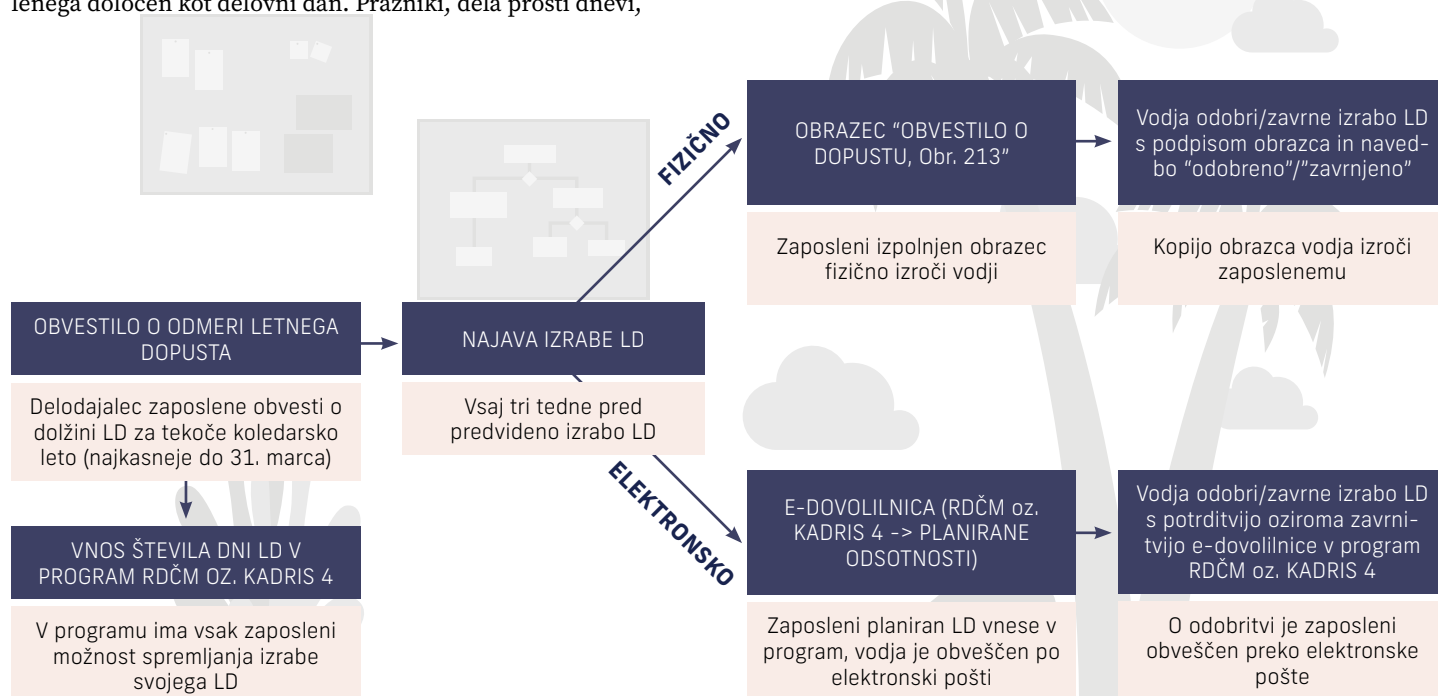 lenega določen kot delovni dan. Prazniki, dela prosti dnevi,
OBVESTILO O ODMERI LETNEGA
DOPUSTA
Delodajalec zaposlene obvesti o
dolžini LD za tekoče koledarsko
leto (najkasneje do 31. marca)
VNOS ŠTEVILA DNI LD V
PROGRAM RDČM OZ. KADRIS 4
V programu ima vsak zaposleni
možnost spremljanja izrabe
svojega LD
NAJAVA IZRABE LD
Vsaj tri tedne pred
predvideno izrabo LD
FIZIČNO
OBRAZEC “OBVESTILO O
DOPUSTU, Obr. 213”
Zaposleni izpolnjen obrazec
fizično izroči vodji
Vodja odobri/zavrne izrabo LD
s podpisom obrazca in naved-
bo “odobreno”/”zavrnjeno”
Kopijo obrazca vodja izroči
zaposlenemu
ELEKTRONSKO
E-DOVOLILNICA (RDČM oz.
KADRIS 4 -> PLANIRANE
ODSOTNOSTI)
Zaposleni planiran LD vnese v
program, vodja je obveščen po
elektronski pošti
Vodja odobri/zavrne izrabo LD
s potrditvijo oziroma zavrni-
tvijo e-dovolilnice v program
RDČM oz. KADRIS 4
O odobritvi je zaposleni
obveščen preko elektronske
pošte